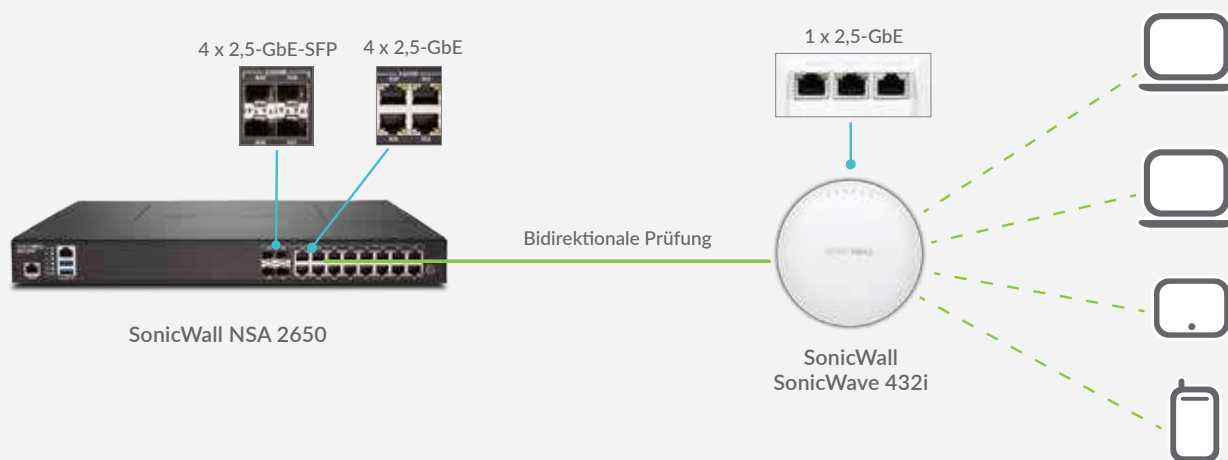 4 x 2,5-GbE-SFP
4 x 2,5-GbE
1 x 2,5-GbE
Bidirektionale Prüfung
SonicWall NSA 2650
SonicWall
SonicWave 432i